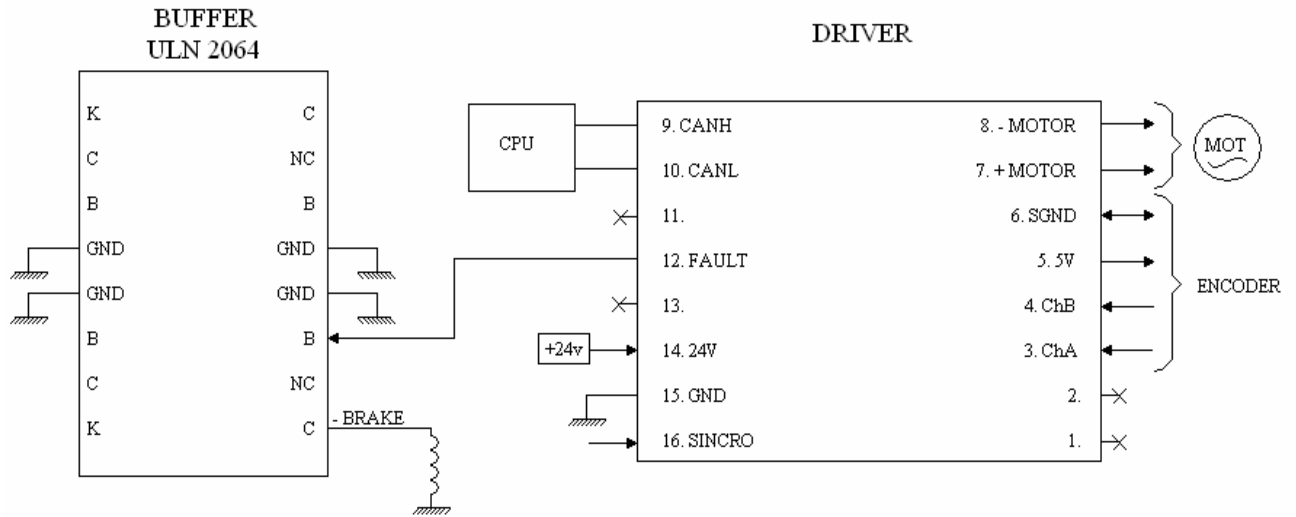 BUFFER
ULN 2064
K
C
C
NC
B
B
GND
GND
GND
GND
B
B
C
NC
K
C
- BRAKE
DRIVER
CPU
9. CANH
10. CANL
11.
12. FAULT
13.
+24v
14. 24V
15. GND
16. SINCRO
8. - MOTOR
7. + MOTOR
6. SGND
5. 5V
4. ChB
3. ChA
2.
1.
MOT
ENCODER